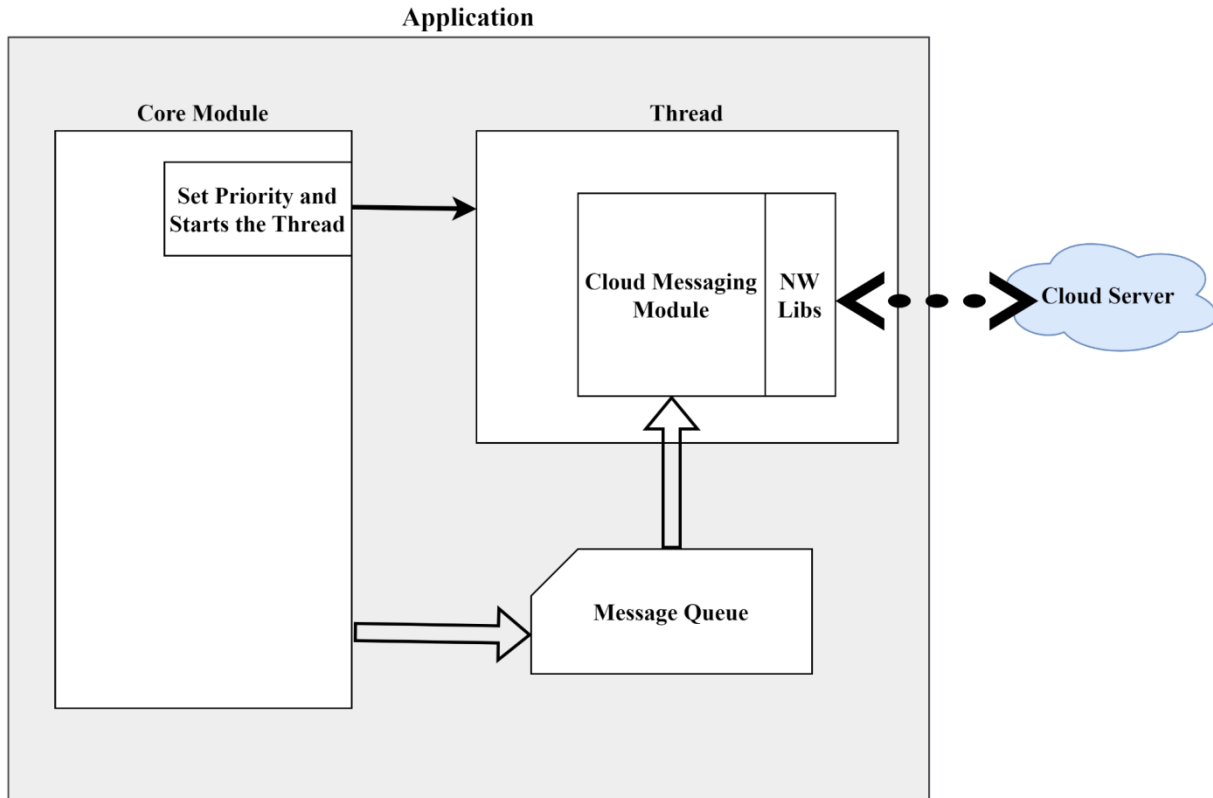 Application
Core Module
Thread
Set Priority and
Starts the Thread
Cloud Messaging
Module
NW
Libs
Cloud Server
Message Queue